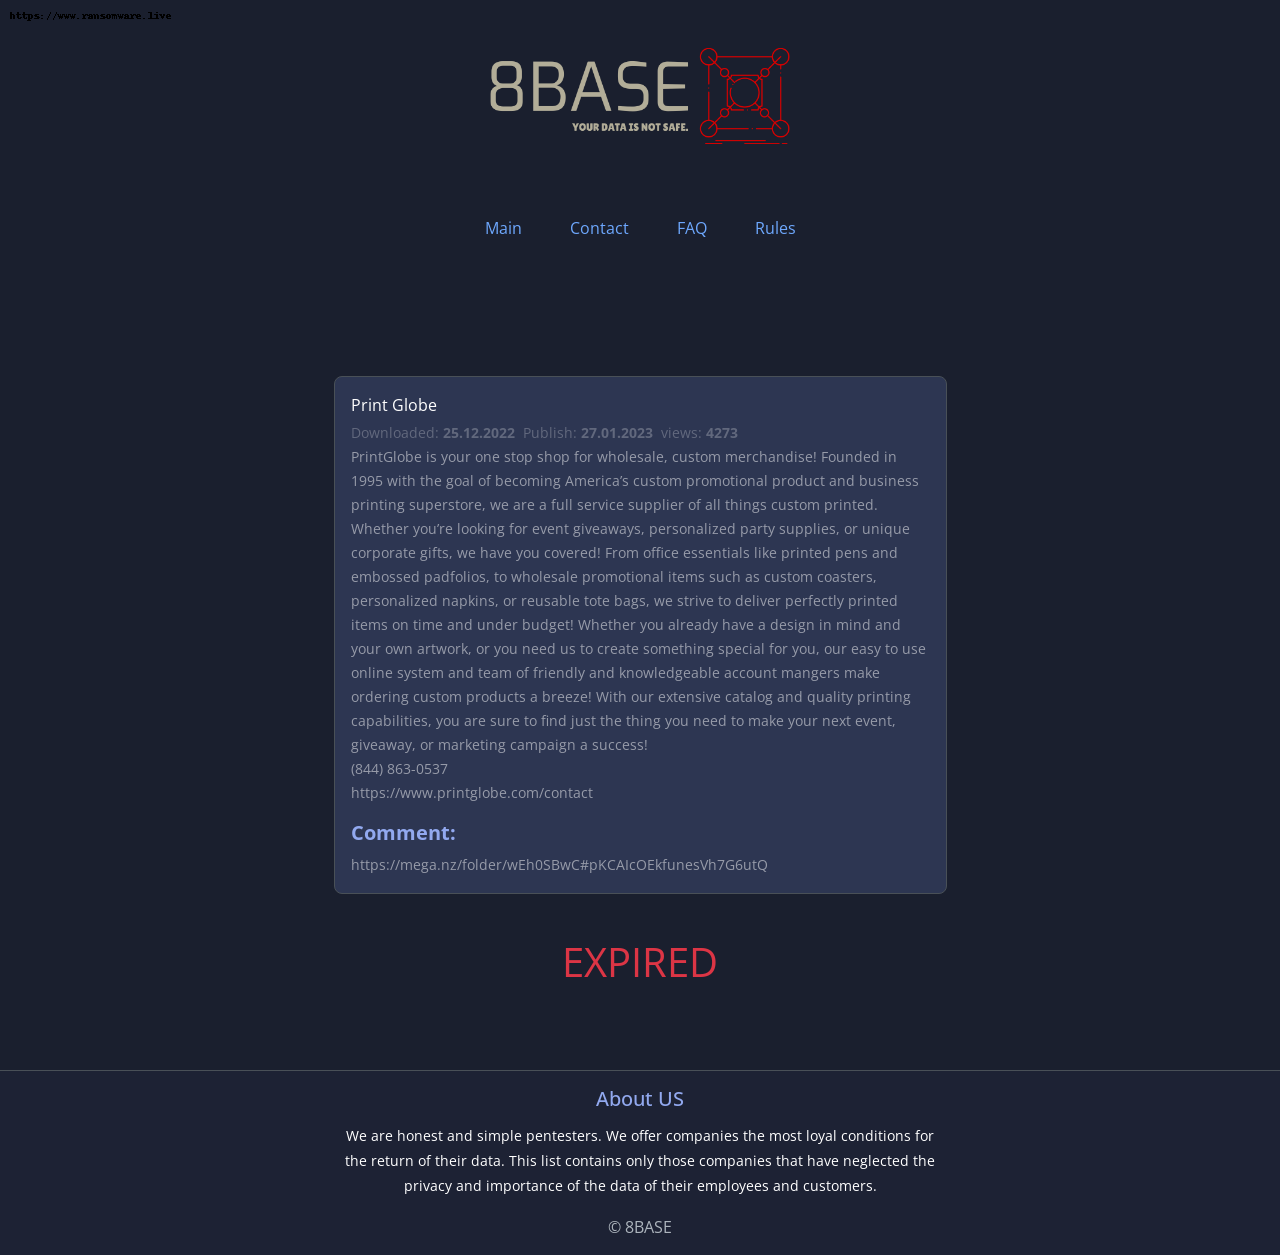 https://www.ransomware.live
8BASE
YOUR DATA IS NOT SAFE.
Main Contact FAQ Rules
Print Globe
Downloaded: 25.12.2022 Publish: 27.01.2023 views: 4273
PrintGlobe is your one stop shop for wholesale, custom merchandise! Founded in
1995 with the goal of becoming America’s custom promotional product and business
printing superstore, we are a full service supplier of all things custom printed.
Whether you’re looking for event giveaways, personalized party supplies, or unique
corporate gifts, we have you covered! From office essentials like printed pens and
embossed padfolios, to wholesale promotional items such as custom coasters,
personalized napkins, or reusable tote bags, we strive to deliver perfectly printed
items on time and under budget! Whether you already have a design in mind and
your own artwork, or you need us to create something special for you, our easy to use
online system and team of friendly and knowledgeable account mangers make
ordering custom products a breeze! With our extensive catalog and quality printing
capabilities, you are sure to find just the thing you need to make your next event,
giveaway, or marketing campaign a success!
(844) 863-0537
https://www.printglobe.com/contact
Comment:
https://mega.nz/folder/wEh0SBwC#pKCAIcOEkfunesVh7G6utQ
EXPIRED
About US
We are honest and simple pentesters. We offer companies the most loyal conditions for
the return of their data. This list contains only those companies that have neglected the
privacy and importance of the data of their employees and customers.
© 8BASE